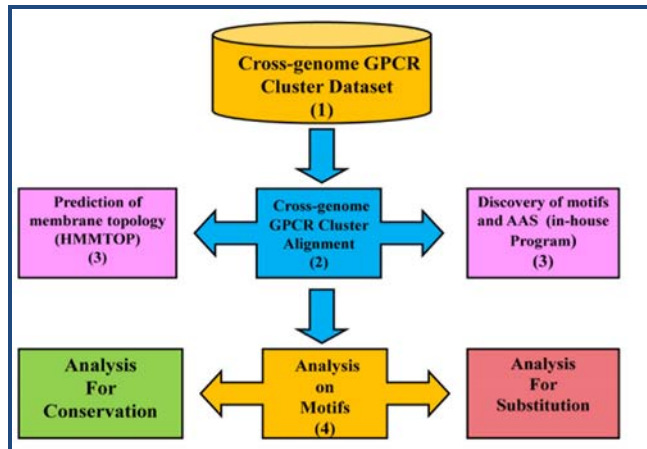 Cross-genome GPCR
Cluster Dataset
(1)
Prediction of
membrane topology
(HMMTOP)
(3)
Cross-genome
GPCR Cluster
Alignment
(2)
Discovery of motifs
and AAS (in-house
Program)
(3)
Analysis
For
Conservation
Analysis
on
Motifs
(4)
Analysis
For
Substitution